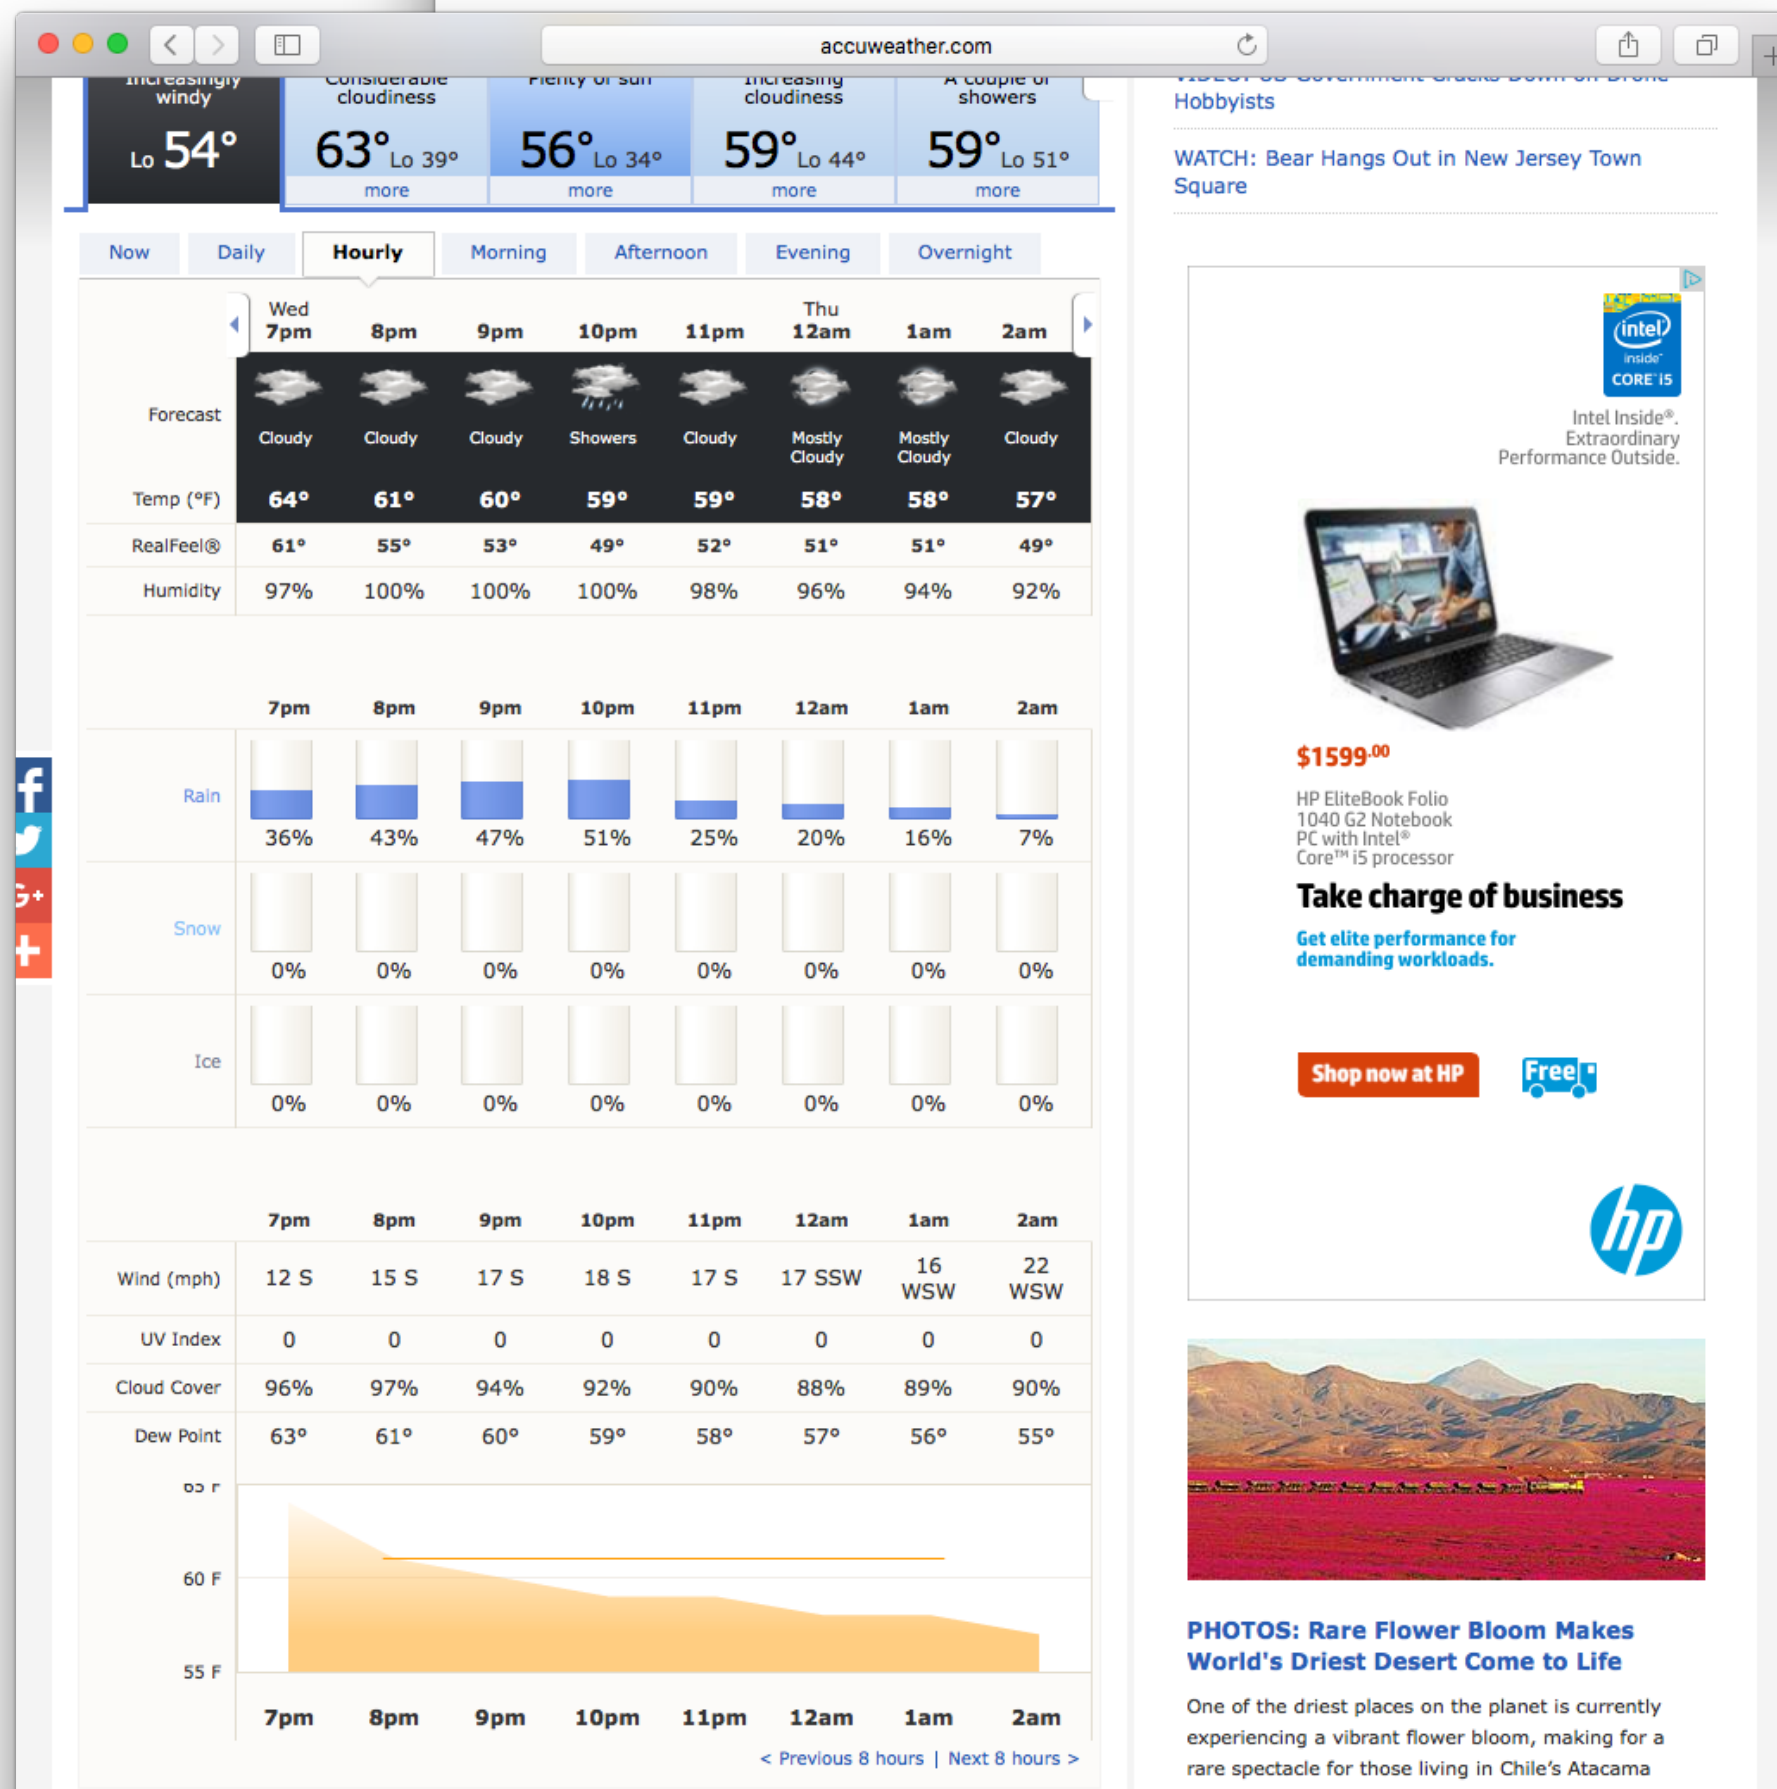 accuweather.com
Increasingly
windy
Lo 54°
Considerable
cloudiness
63° Lo 39°
more
Plenty of sun
56° Lo 34°
more
Increasing
cloudiness
59° Lo 44°
more
A couple of
showers
59° Lo 51°
more
Now Daily Hourly Morning Afternoon Evening Overnight
Wed Thu
7pm 8pm 9pm 10pm 11pm 12am 1am 2am
Forecast
Cloudy Cloudy Cloudy Showers Cloudy Mostly Mostly Cloudy
Cloudy Cloudy
Temp (°F) 64° 61° 60° 59° 59° 58° 58° 57°
RealFeel® 61° 55° 53° 49° 52° 51° 51° 49°
Humidity 97% 100% 100% 100% 98% 96% 94% 92%
7pm 8pm 9pm 10pm 11pm 12am 1am 2am
Rain
36% 43% 47% 51% 25% 20% 16% 7%
Snow
0% 0% 0% 0% 0% 0% 0% 0%
Ice
0% 0% 0% 0% 0% 0% 0% 0%
7pm 8pm 9pm 10pm 11pm 12am 1am 2am
Wind (mph) 12 S 15 S 17 S 18 S 17 S 17 SSW 16 22
WSW WSW
UV Index 0 0 0 0 0 0 0 0
Cloud Cover 96% 97% 94% 92% 90% 88% 89% 90%
Dew Point 63° 61° 60° 59° 58° 57° 56° 55°
65 F
60 F
55 F
7pm 8pm 9pm 10pm 11pm 12am 1am 2am
< Previous 8 hours | Next 8 hours >
VIDEO: US Government Cracks Down on Drone
Hobbyists
WATCH: Bear Hangs Out in New Jersey Town
Square
intel
inside™
CORE™ i5
Intel Inside®.
Extraordinary
Performance Outside.
$1599.00
HP EliteBook Folio
1040 G2 Notebook
PC with Intel®
Core™ i5 processor
Take charge of business
Get elite performance for
demanding workloads.
Shop now at HP
Free
hp
PHOTOS: Rare Flower Bloom Makes
World's Driest Desert Come to Life
One of the driest places on the planet is currently
experiencing a vibrant flower bloom, making for a
rare spectacle for those living in Chile's Atacama
f
G+